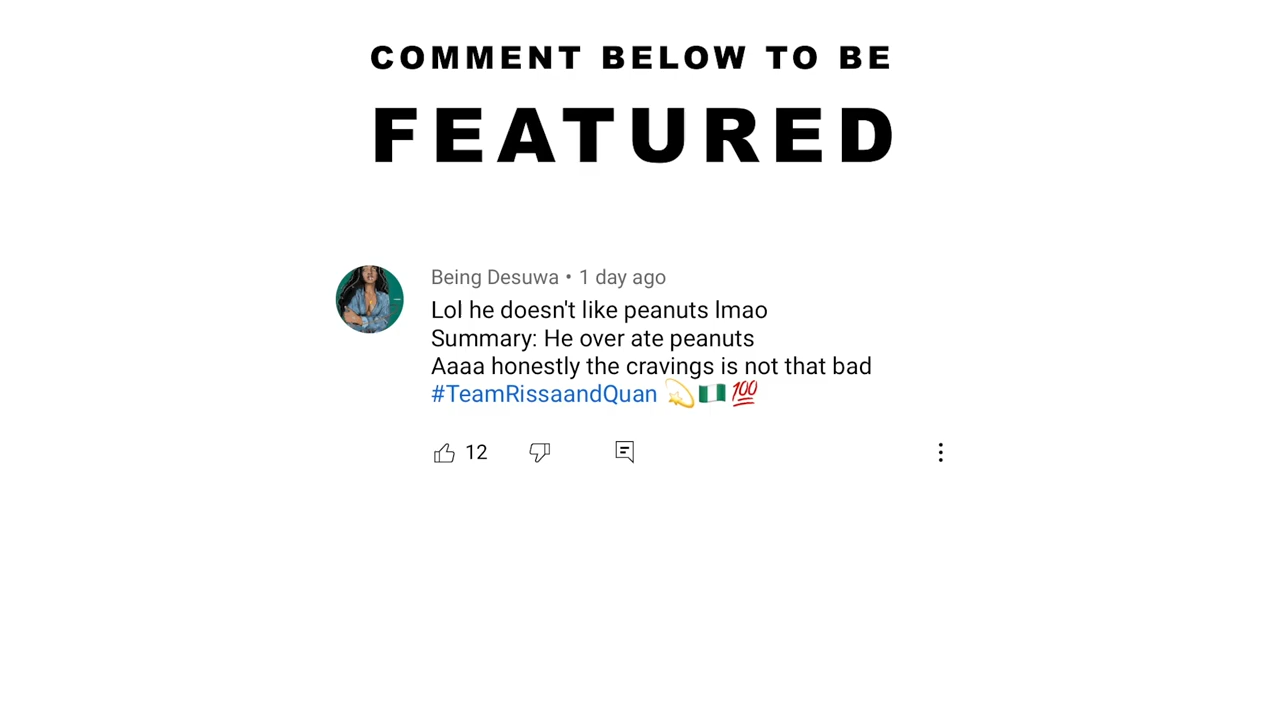 COMMENT BELOW TO BE
FEATURED
Being Desuwa • 1 day ago
Lol he doesn't like peanuts lmao
Summary: He over ate peanuts
Aaaa honestly the cravings is not that bad
#TeamRissaandQuan 💫🇳🇬💯
12